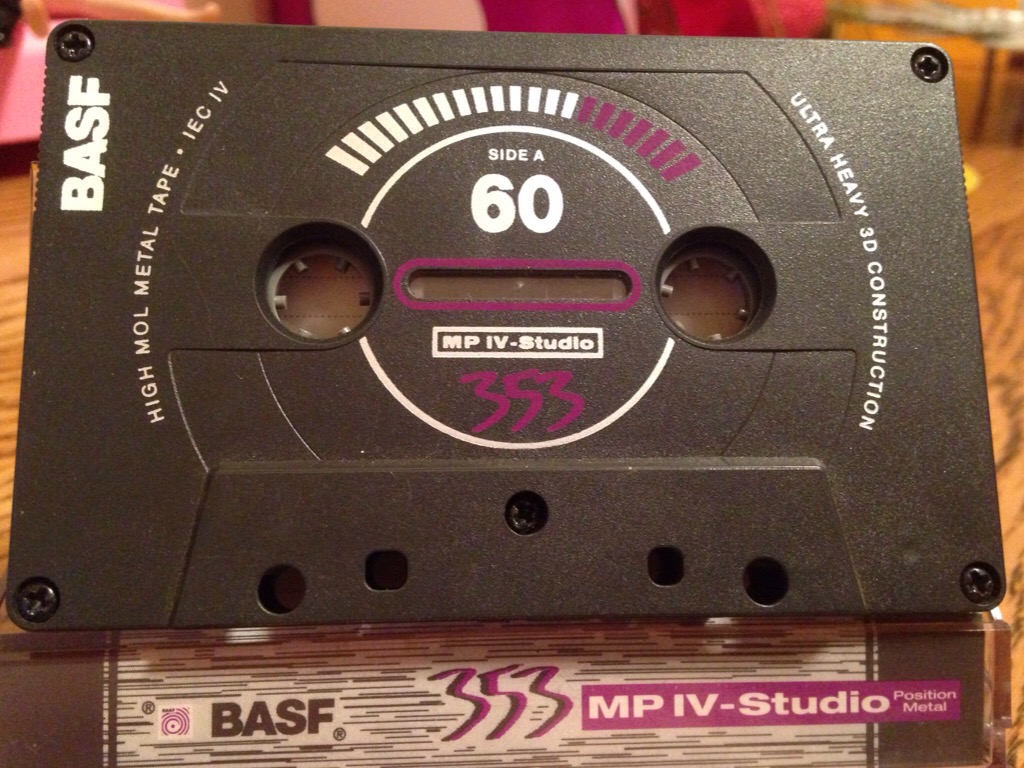 BASF
HIGH MOL METAL TAPE • IEC IV
SIDE A
60
ULTRA HEAVY 3D CONSTRUCTION
MP IV-Studio
353
® BASF® 353 MP IV-Studio Position Metal